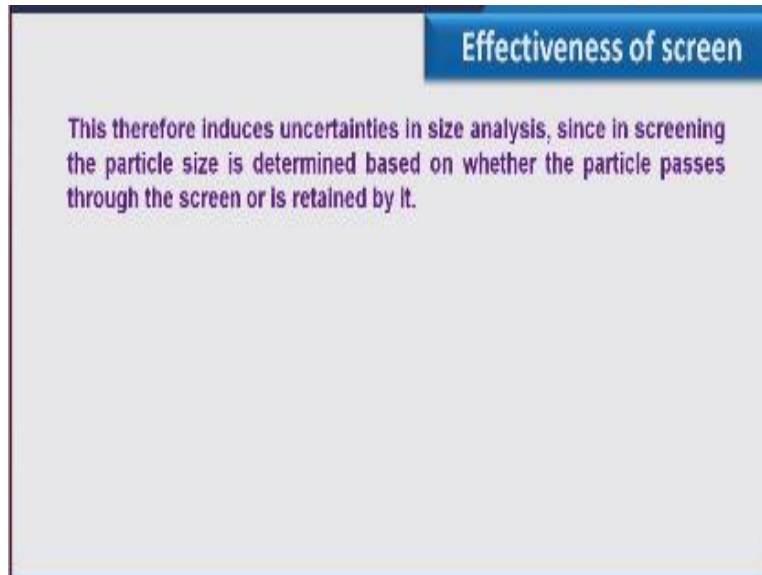 Effectiveness of screen
This therefore induces uncertainties in size analysis, since in screening
the particle size is determined based on whether the particle passes
through the screen or is retained by it.